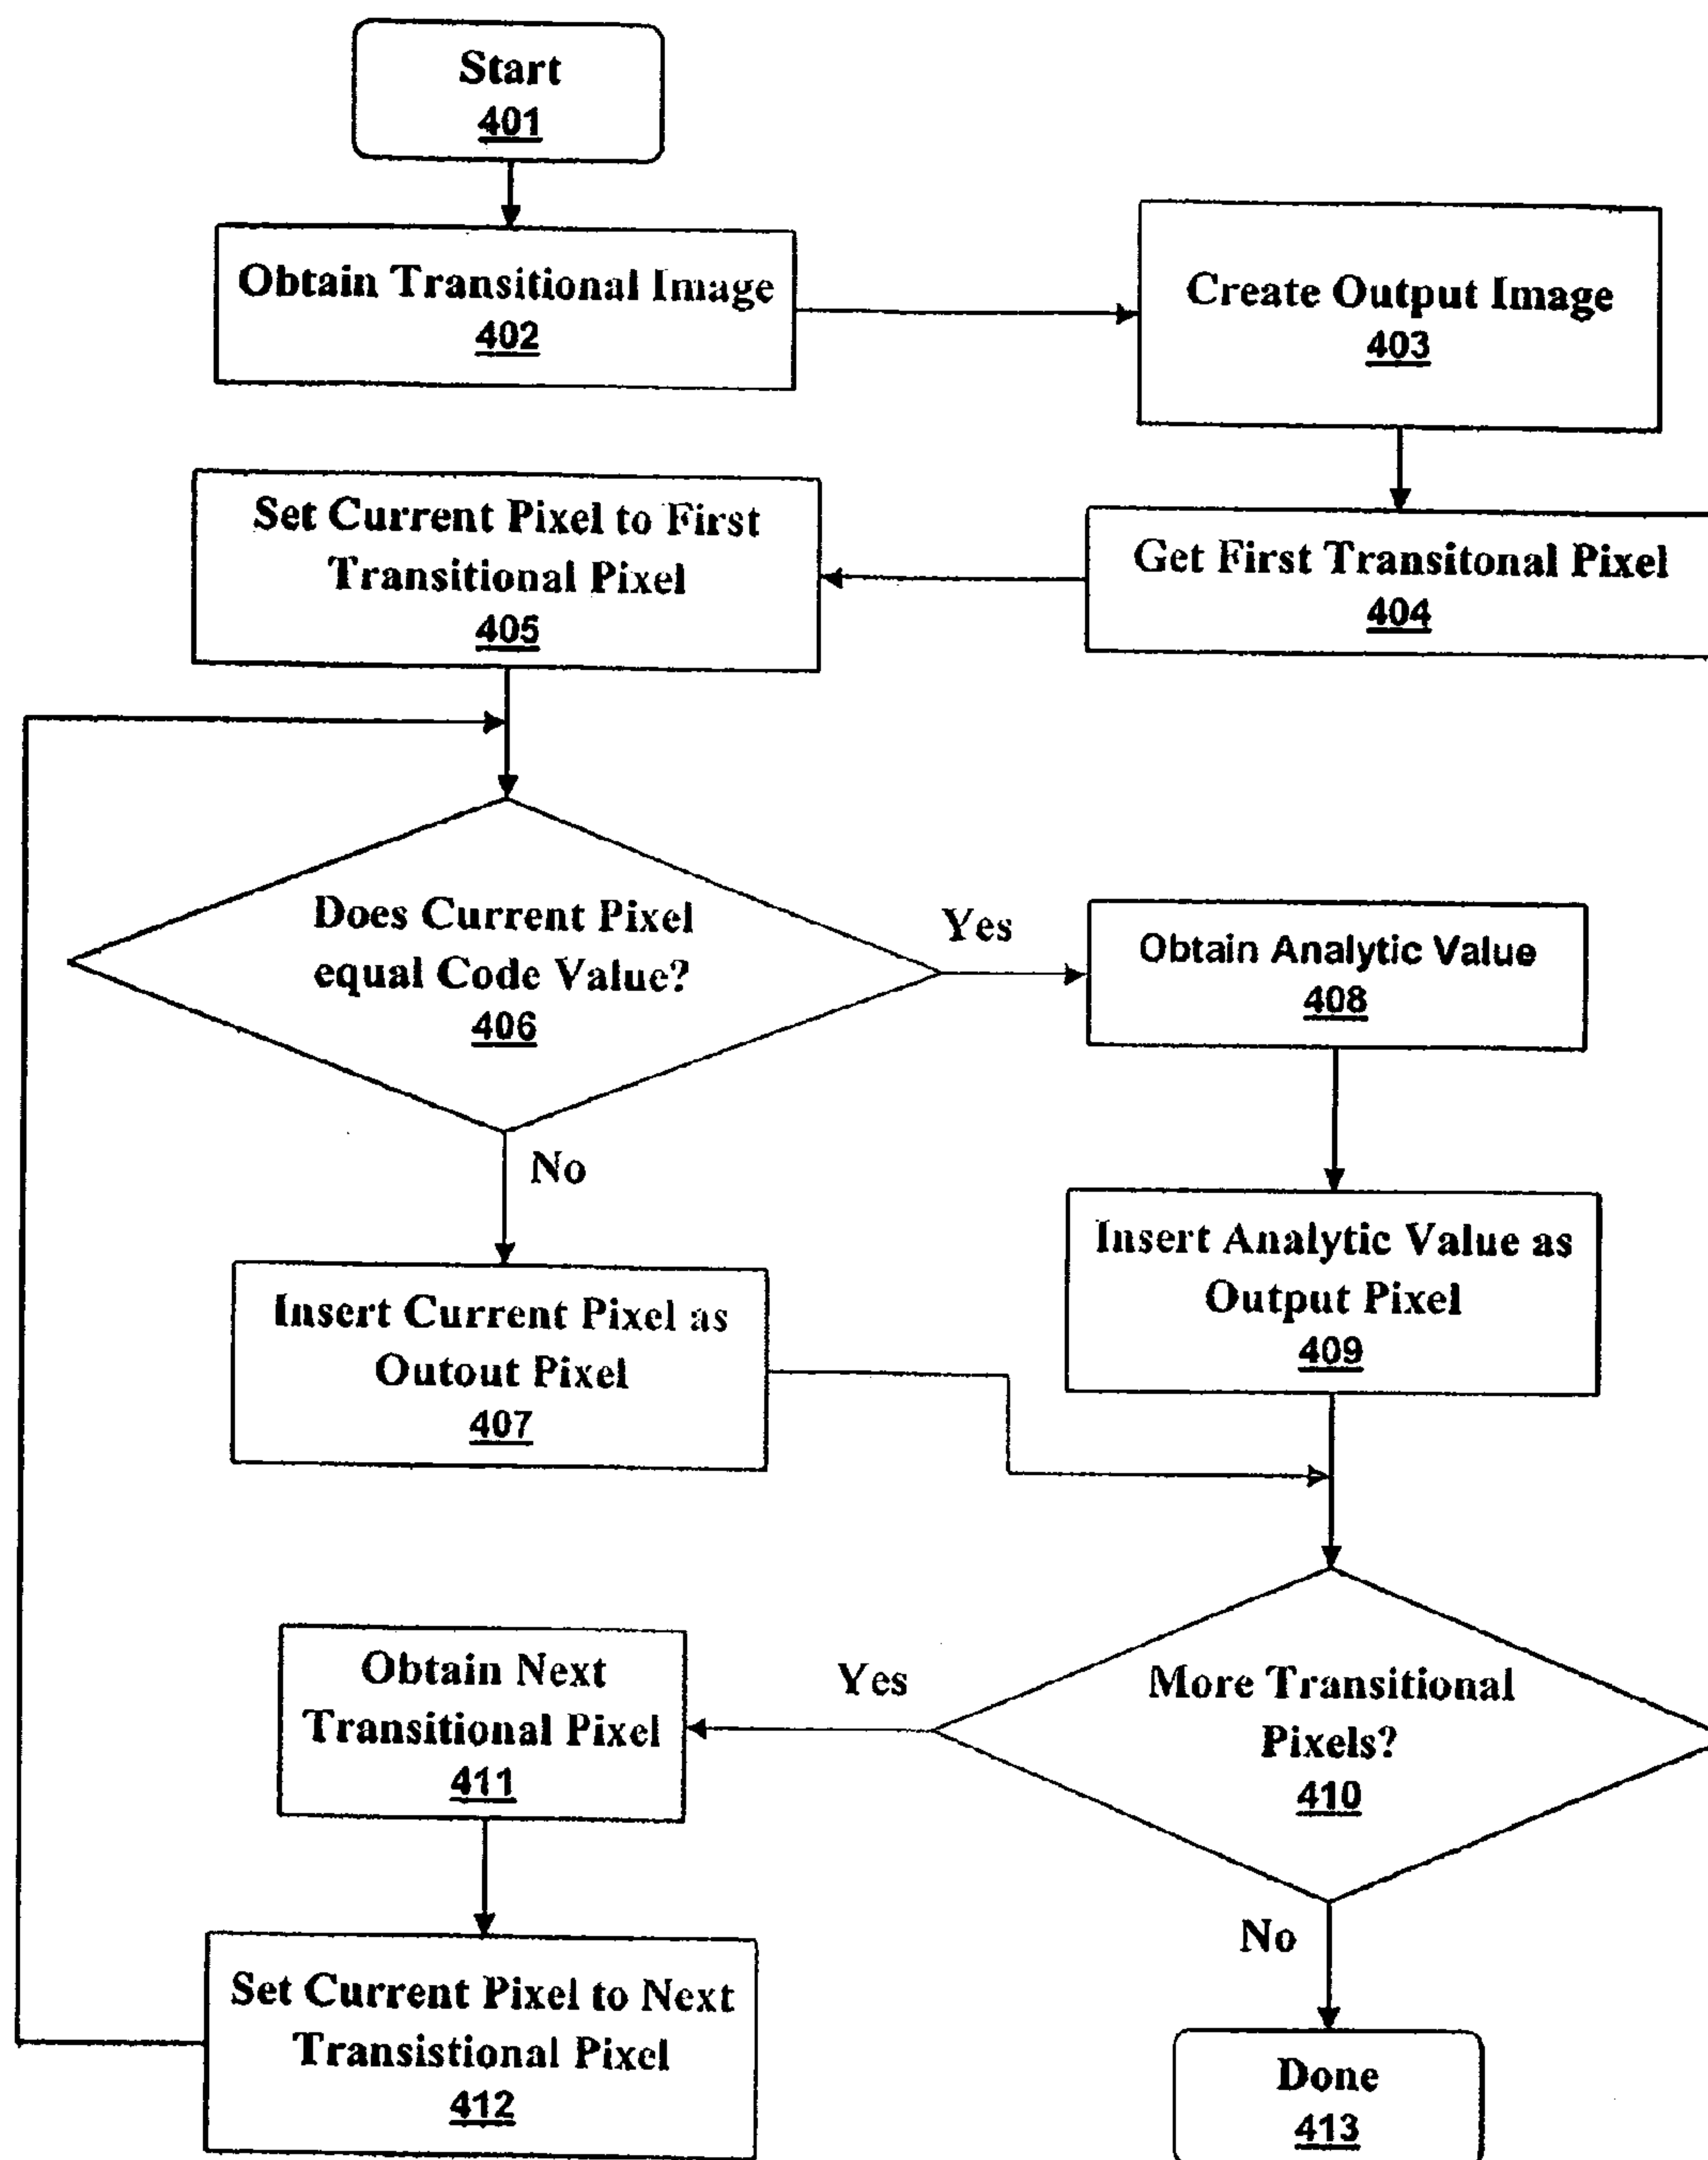 Start
401
Obtain Transitional Image
402
Create Output Image
403
Get First Transitonal Pixel
404
Set Current Pixel to First
Transitional Pixel
405
Does Current Pixel
equal Code Value?
406
Yes
Obtain Analytic Value
408
No
Insert Analytic Value as
Output Pixel
409
Insert Current Pixel as
Outout Pixel
407
More Transitional
Pixels?
410
Yes
Obtain Next
Transitional Pixel
411
No
Set Current Pixel to Next
Transistional Pixel
412
Done
413